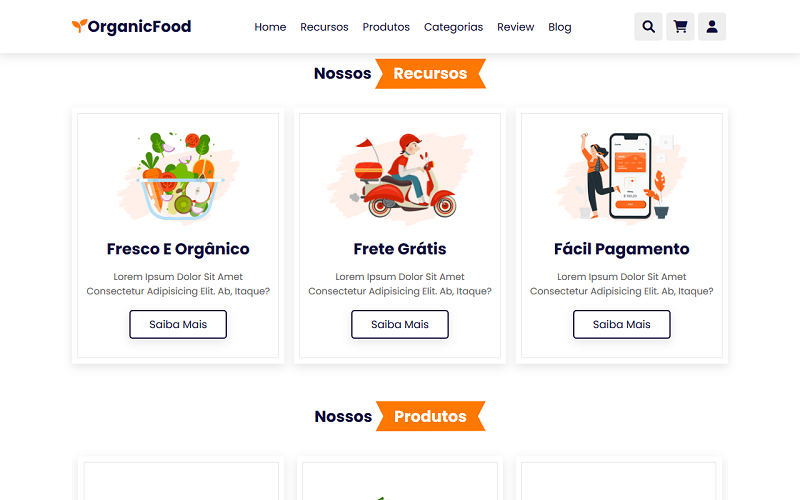 OrganicFood
Home Recursos Produtos Categorias Review Blog
Nossos Recursos
Fresco E Orgânico
Lorem Ipsum Dolor Sit Amet
Consectetur Adipisicing Elit. Ab, Itaque?
Saiba Mais
Frete Grátis
Lorem Ipsum Dolor Sit Amet
Consectetur Adipisicing Elit. Ab, Itaque?
Saiba Mais
Fácil Pagamento
Lorem Ipsum Dolor Sit Amet
Consectetur Adipisicing Elit. Ab, Itaque?
Saiba Mais
Nossos Produtos